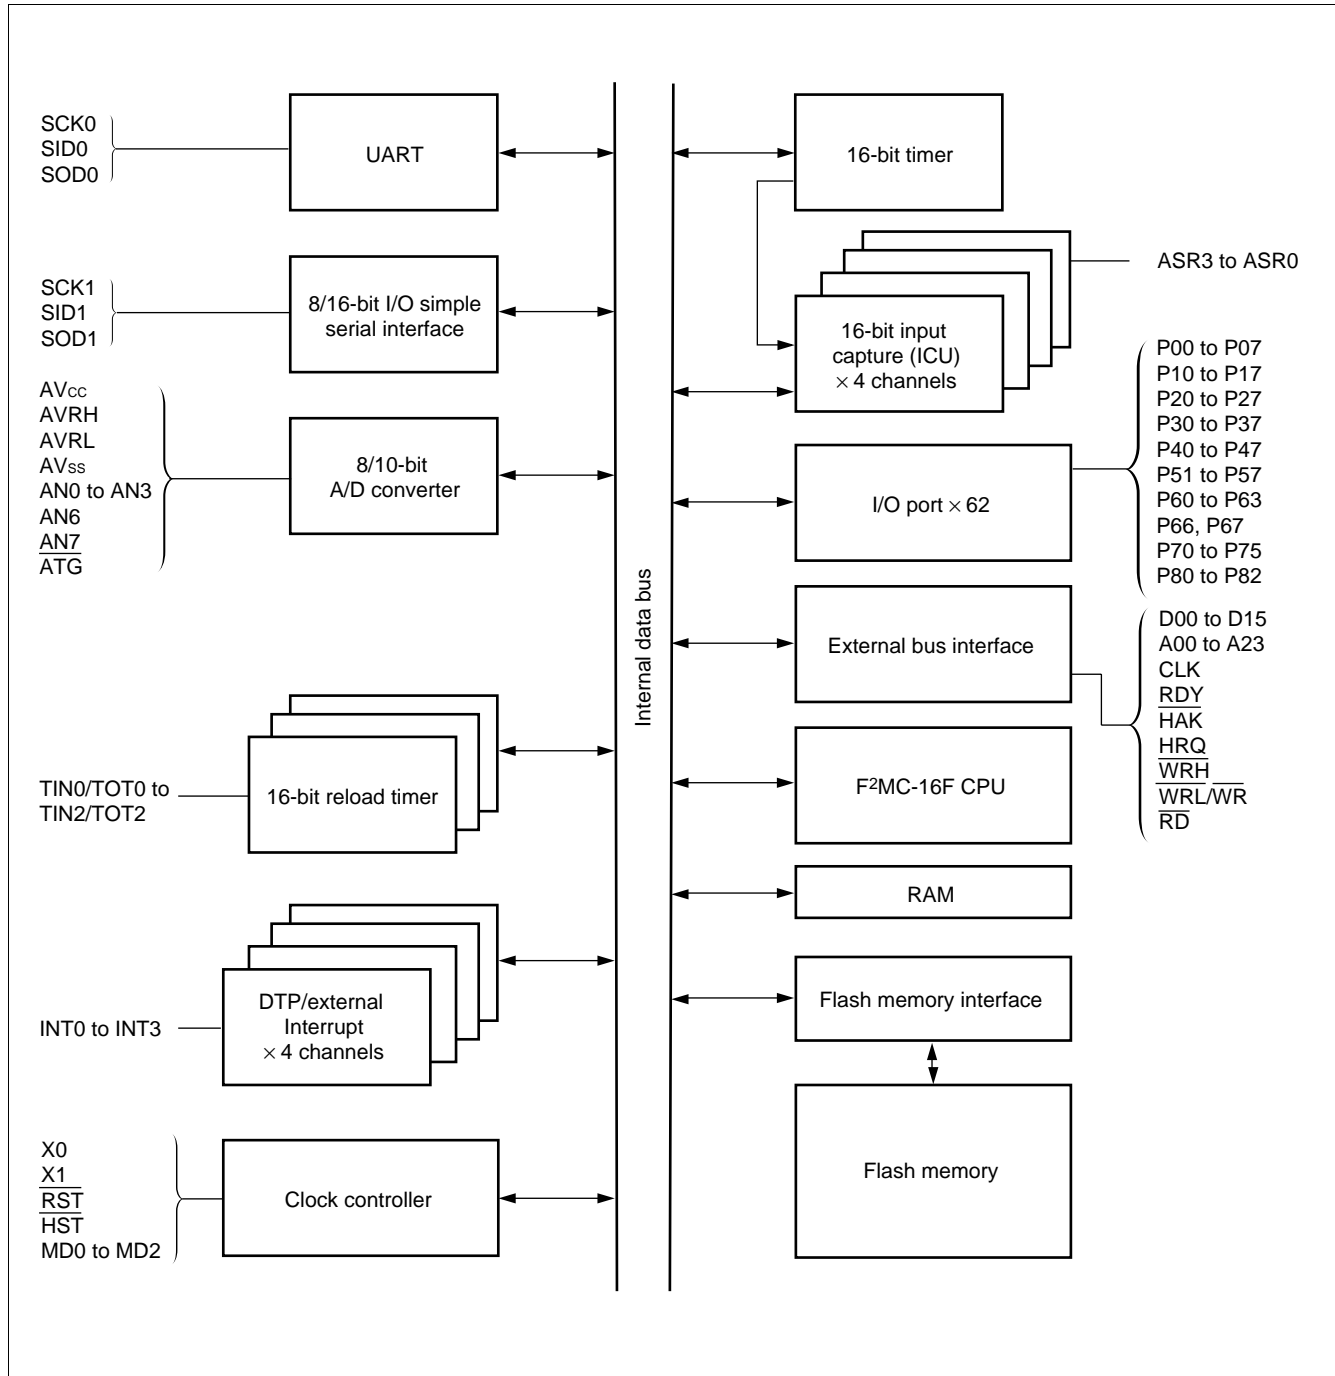 SCK0
SID0
SOD0
UART
SCK1
SID1
SOD1
8/16-bit I/O simple
serial interface
AVCC
AVRH
AVRL
AVSS
AN0 to AN3
AN6
AN7
ATG
8/10-bit
A/D converter
TIN0/TOT0 to
TIN2/TOT2
16-bit reload timer
INT0 to INT3
DTP/external
Interrupt
× 4 channels
X0
X1
RST
HST
MD0 to MD2
Clock controller
Internal data bus
16-bit timer
16-bit input
capture (ICU)
× 4 channels
ASR3 to ASR0
I/O port × 62
P00 to P07
P10 to P17
P20 to P27
P30 to P37
P40 to P47
P51 to P57
P60 to P63
P66, P67
P70 to P75
P80 to P82
External bus interface
D00 to D15
A00 to A23
CLK
RDY
HAK
HRQ
WRH
WRL/WR
RD
F²MC-16F CPU
RAM
Flash memory interface
Flash memory